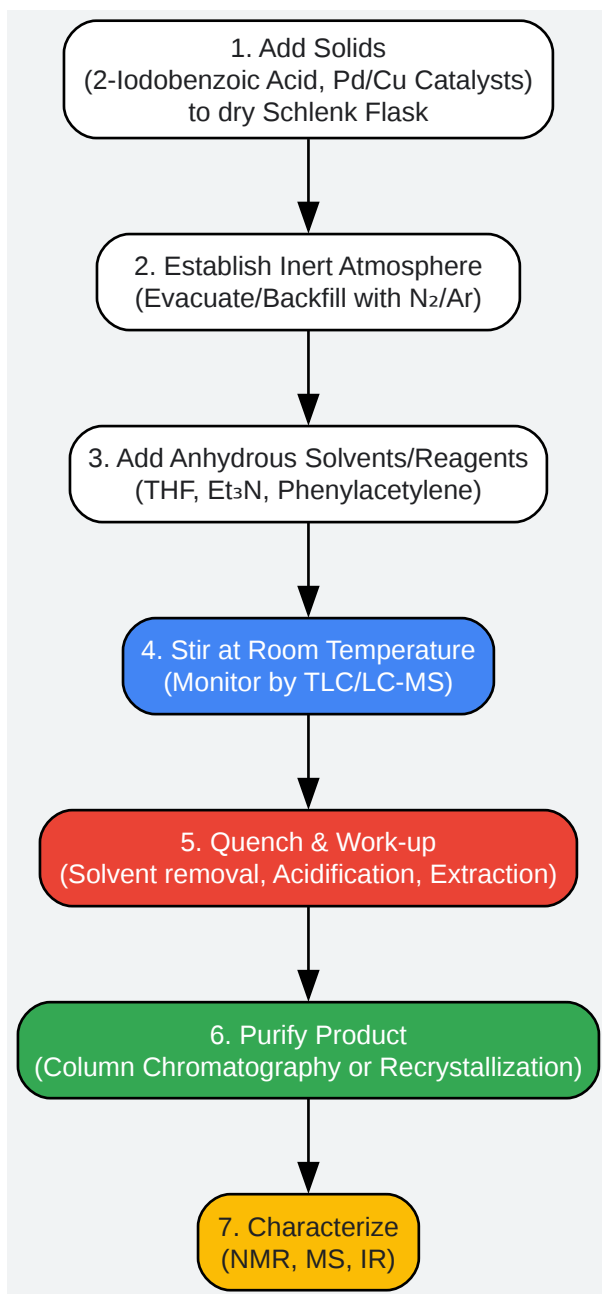 1. Add Solids
(2-Iodobenzoic Acid, Pd/Cu Catalysts)
to dry Schlenk Flask
2. Establish Inert Atmosphere
(Evacuate/Backfill with N₂/Ar)
3. Add Anhydrous Solvents/Reagents
(THF, Et₃N, Phenylacetylene)
4. Stir at Room Temperature
(Monitor by TLC/LC-MS)
5. Quench & Work-up
(Solvent removal, Acidification, Extraction)
6. Purify Product
(Column Chromatography or Recrystallization)
7. Characterize
(NMR, MS, IR)